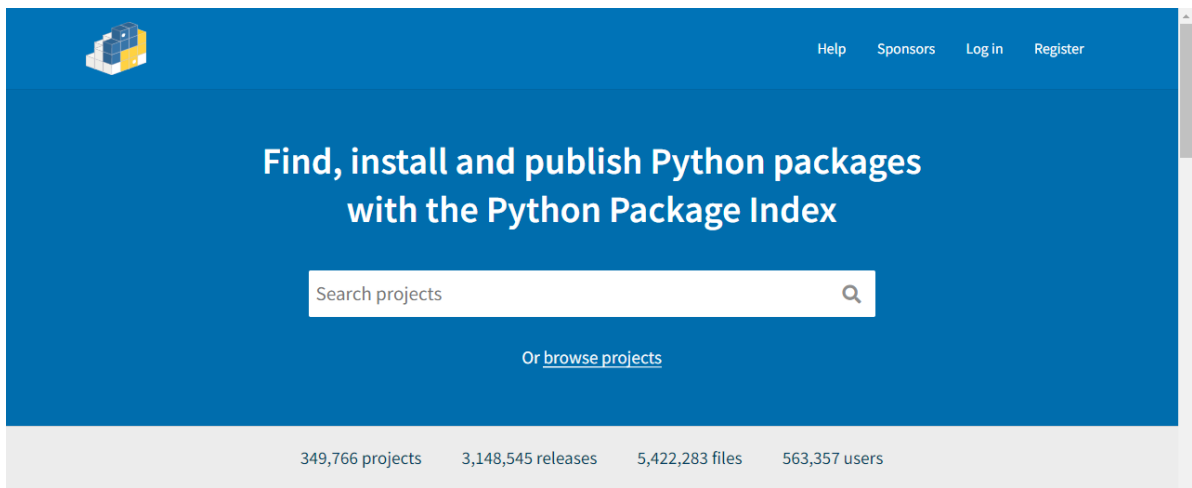 Help Sponsors Log in Register
Find, install and publish Python packages
with the Python Package Index
Search projects
Or browse projects
349,766 projects 3,148,545 releases 5,422,283 files 563,357 users